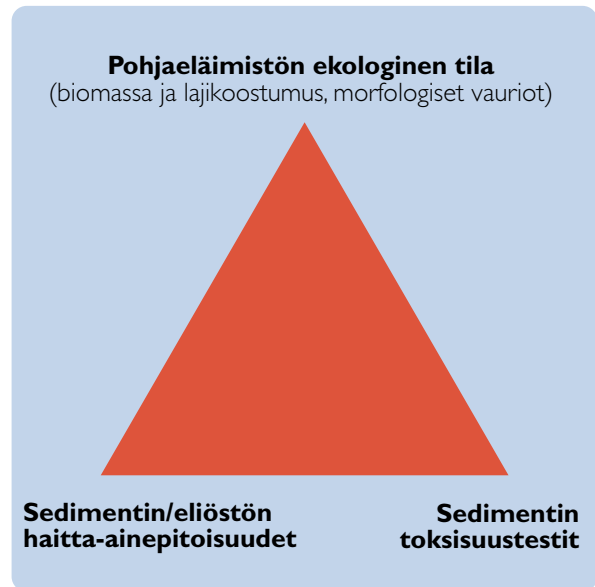 Pohjaeläimistön ekologinen tila
(biomassa ja lajikoostumus, morfologiset vauriot)
Sedimentin/eliöstön
haitta-ainepitoisuudet
Sedimentin
toksisuustestit